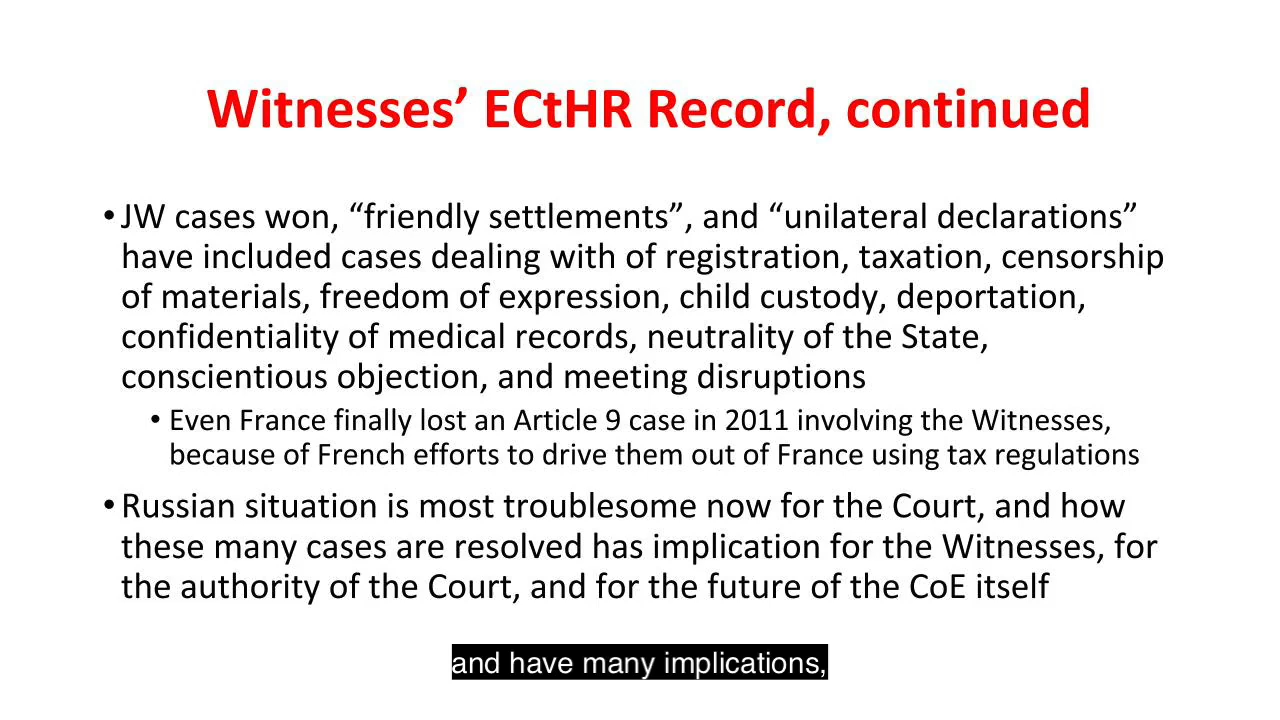 Witnesses’ ECtHR Record, continued
• JW cases won, “friendly settlements”, and “unilateral declarations”
have included cases dealing with of registration, taxation, censorship
of materials, freedom of expression, child custody, deportation,
confidentiality of medical records, neutrality of the State,
conscientious objection, and meeting disruptions
• Even France finally lost an Article 9 case in 2011 involving the Witnesses,
because of French efforts to drive them out of France using tax regulations
• Russian situation is most troublesome now for the Court, and how
these many cases are resolved has implication for the Witnesses, for
the authority of the Court, and for the future of the CoE itself
and have many implications,